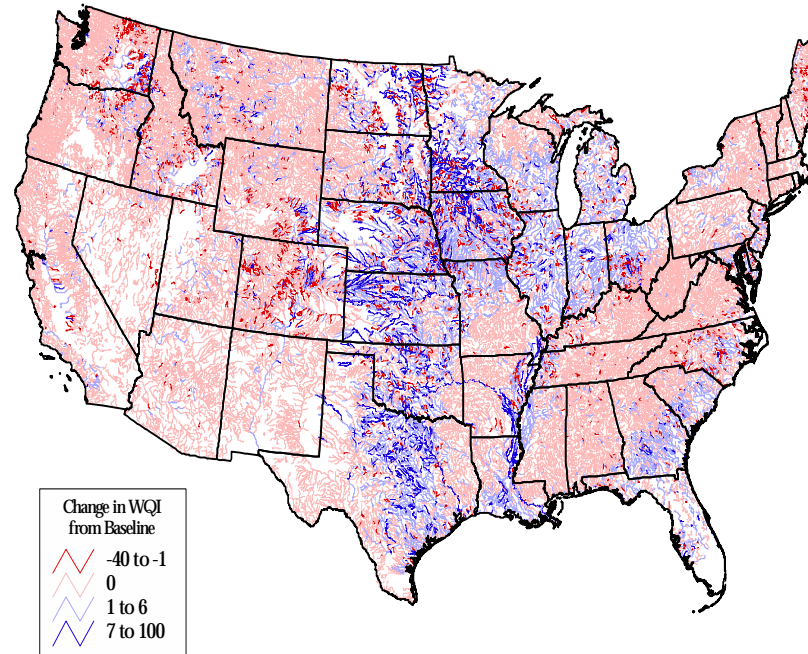 Change in WQI
from Baseline
-40 to -1
0
1 to 6
7 to 100